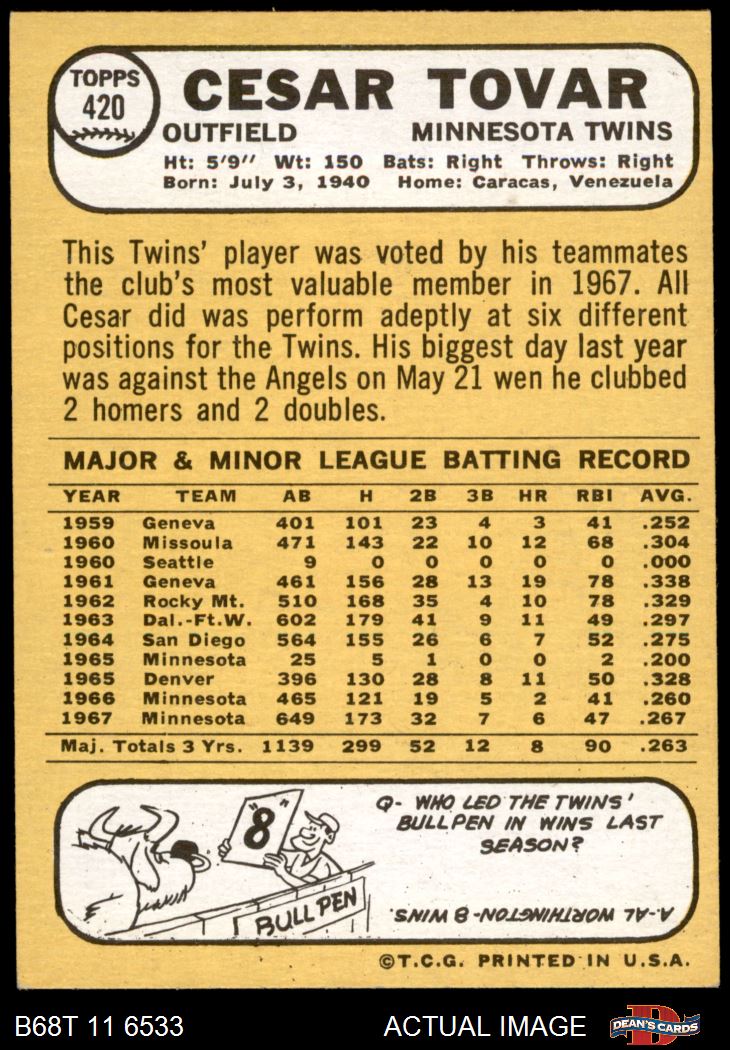 TOPPS
420
CESAR TOVAR
OUTFIELD MINNESOTA TWINS
Ht: 5'9" Wt: 150 Bats: Right Throws: Right
Born: July 3, 1940 Home: Caracas, Venezuela
This Twins' player was voted by his teammates
the club's most valuable member in 1967. All
Cesar did was perform adeptly at six different
positions for the Twins. His biggest day last year
was against the Angels on May 21 wen he clubbed
2 homers and 2 doubles.
MAJOR & MINOR LEAGUE BATTING RECORD
YEAR TEAM AB H 2B 3B HR RBI AVG.
1959 Geneva 401 101 23 4 3 41 .252
1960 Missoula 471 143 22 10 12 68 .304
1960 Seattle 9 0 0 0 0 0 .000
1961 Geneva 461 156 28 13 19 78 .338
1962 Rocky Mt. 510 168 35 4 10 78 .329
1963 Dal.-Ft.W. 602 179 41 9 11 49 .297
1964 San Diego 564 155 26 6 7 52 .275
1965 Minnesota 25 5 1 0 0 2 .200
1965 Denver 396 130 28 8 11 50 .328
1966 Minnesota 465 121 19 5 2 41 .260
1967 Minnesota 649 173 32 7 6 47 .267
Maj. Totals 3 Yrs. 1139 299 52 12 8 90 .263
"8"
BULL PEN
Q- WHO LED THE TWINS'
BULLPEN IN WINS LAST
SEASON?
A-AL WORTHINGTON-8 WINS.
©T.C.G. PRINTED IN U.S.A.
B68T 11 6533 ACTUAL IMAGE DEAN'S CARDS